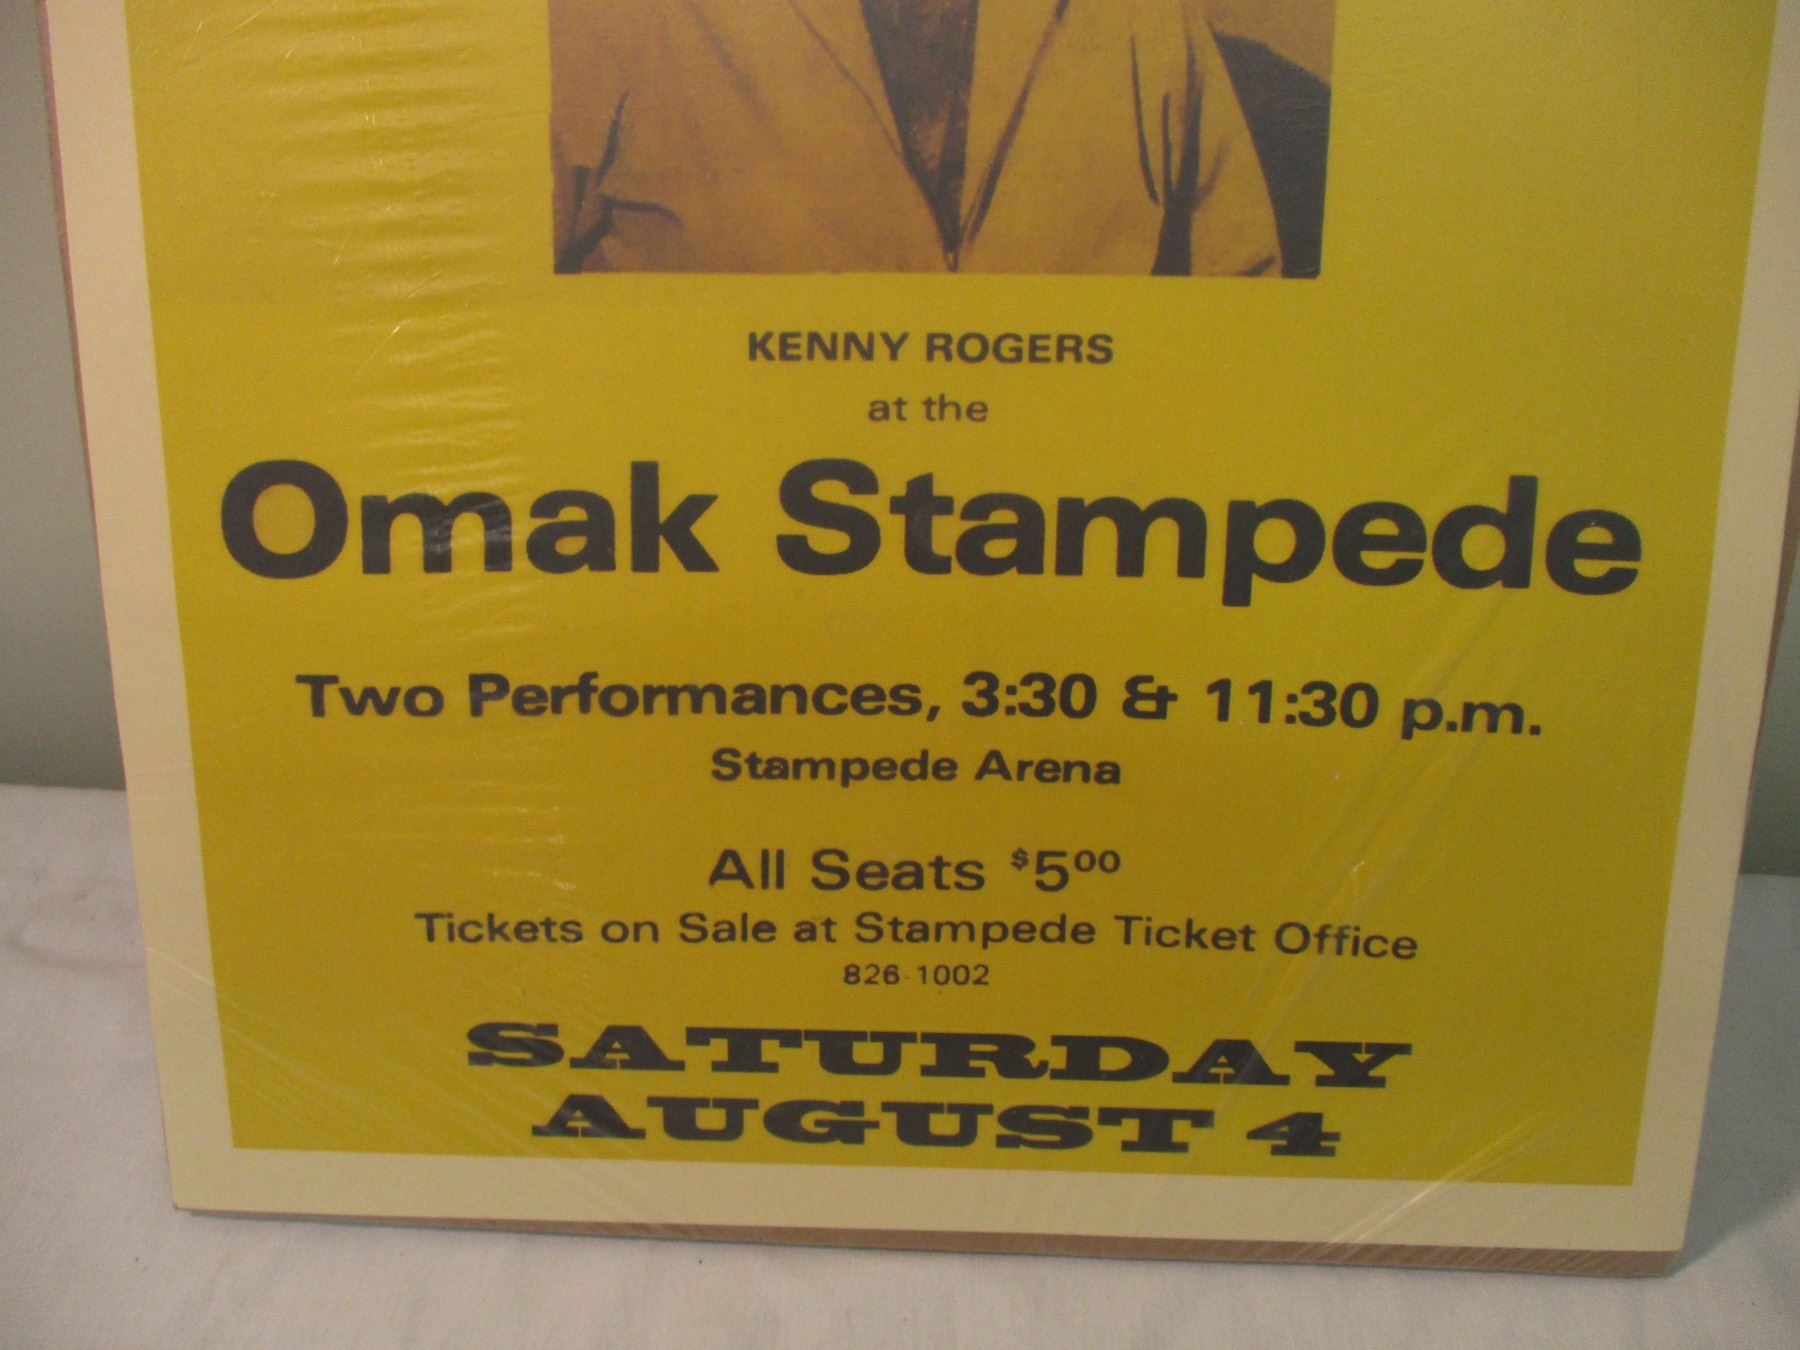 KENNY ROGERS
at the
Omak Stampede
Two Performances, 3:30 & 11:30 p.m.
Stampede Arena
All Seats $5⁰⁰
Tickets on Sale at Stampede Ticket Office
826-1002
SATURDAY
AUGUST 4